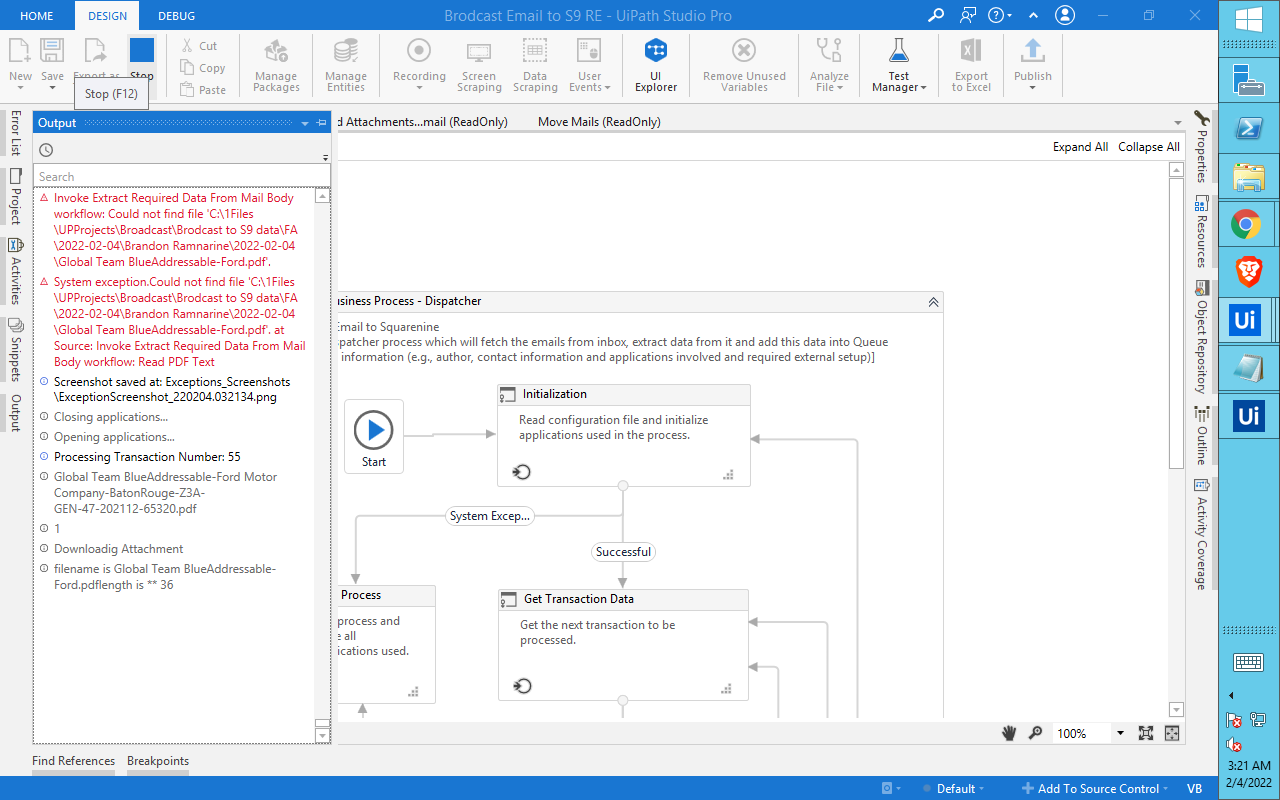 HOME
DESIGN
DEBUG
Brodcast Email to S9 RE - UiPath Studio Pro
New
Save
Export as
Stop
Cut
Copy
Paste
Manage
Packages
Manage
Entities
Recording
Screen
Scraping
Data
Scraping
User
Events
UI
Explorer
Remove Unused
Variables
Analyze
File
Test
Manager
Export
to Excel
Publish
Stop (F12)
Error List
Project
Activities
Snippets
Output
Output
Search
Invoke Extract Required Data From Mail Body
workflow: Could not find file 'C:\1Files
\UPProjects\Broadcast\Brodcast to S9 data\FA
\2022-02-04\Brandon Ramnarine\2022-02-04
\Global Team BlueAddressable-Ford.pdf'.
System exception.Could not find file 'C:\1Files
\UPProjects\Broadcast\Brodcast to S9 data\FA
\2022-02-04\Brandon Ramnarine\2022-02-04
\Global Team BlueAddressable-Ford.pdf'. at
Source: Invoke Extract Required Data From Mail
Body workflow: Read PDF Text
Screenshot saved at: Exceptions_Screenshots
\ExceptionScreenshot_220204.032134.png
Closing applications...
Opening applications...
Processing Transaction Number: 55
Global Team BlueAddressable-Ford Motor
Company-BatonRouge-Z3A-
GEN-47-202112-65320.pdf
1
Downloadig Attachment
filename is Global Team BlueAddressable-
Ford.pdflength is ** 36
d Attachments...mail (ReadOnly)
Move Mails (ReadOnly)
Expand All
Collapse All
usiness Process - Dispatcher
Email to Squarenine
patcher process which will fetch the emails from inbox, extract data from it and add this data into Queue
information (e.g., author, contact information and applications involved and required external setup)]
Start
Initialization
Read configuration file and initialize
applications used in the process.
System Excep...
Successful
Process
process and
e all
ications used.
Get Transaction Data
Get the next transaction to be
processed.
100%
Properties
Resources
Object Repository
Outline
Activity Coverage
Find References
Breakpoints
Default
Add To Source Control
VB
Ui
Ui
3:21 AM
2/4/2022